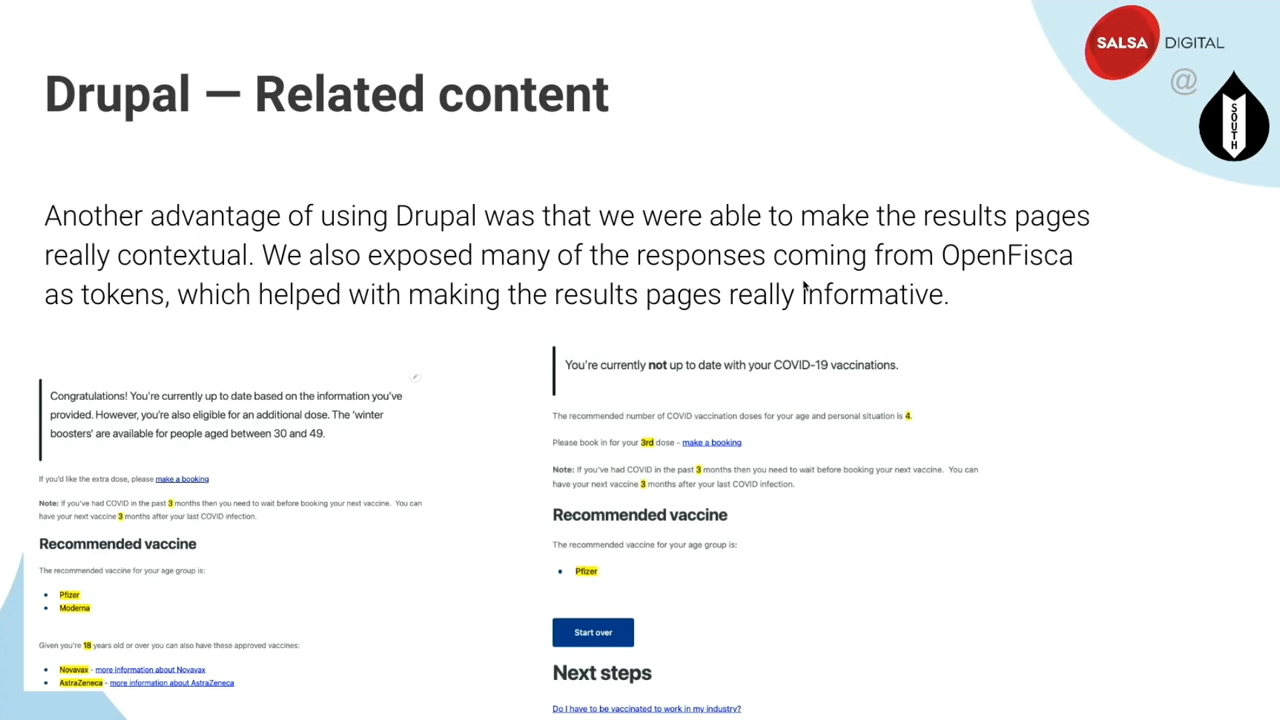 SALSA DIGITAL
@
SOUTH
Drupal — Related content
Another advantage of using Drupal was that we were able to make the results pages
really contextual. We also exposed many of the responses coming from OpenFisca
as tokens, which helped with making the results pages really informative.
Congratulations! You're currently up to date based on the information you've
provided. However, you're also eligible for an additional dose. The 'winter
boosters' are available for people aged between 30 and 49.
If you'd like the extra dose, please make a booking
Note: If you've had COVID in the past 3 months then you need to wait before booking your next vaccine. You can
have your next vaccine 3 months after your last COVID infection.
Recommended vaccine
The recommended vaccine for your age group is:
Pfizer
Moderna
Given you're 18 years old or over you can also have these approved vaccines:
Novavax - more information about Novavax
AstraZeneca - more information about AstraZeneca
You're currently not up to date with your COVID-19 vaccinations.
The recommended number of COVID vaccination doses for your age and personal situation is 4.
Please book in for your 3rd dose - make a booking
Note: If you've had COVID in the past 3 months then you need to wait before booking your next vaccine. You can
have your next vaccine 3 months after your last COVID infection.
Recommended vaccine
The recommended vaccine for your age group is:
Pfizer
Start over
Next steps
Do I have to be vaccinated to work in my industry?